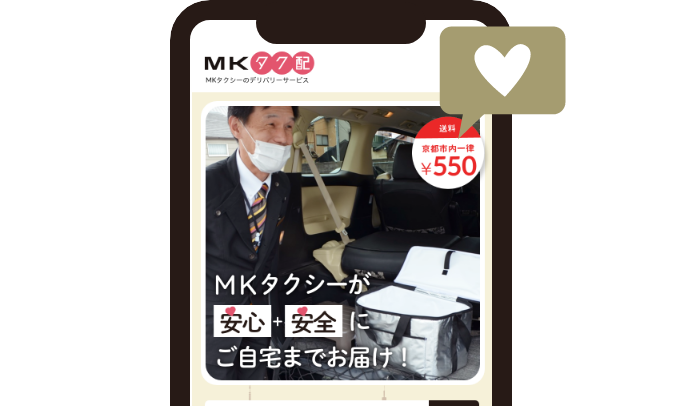 MKタク配
MKタクシーのデリバリーサービス
送料
京都市内一律
¥550
MKタクシーが
安心+安全に
ご自宅までお届け！